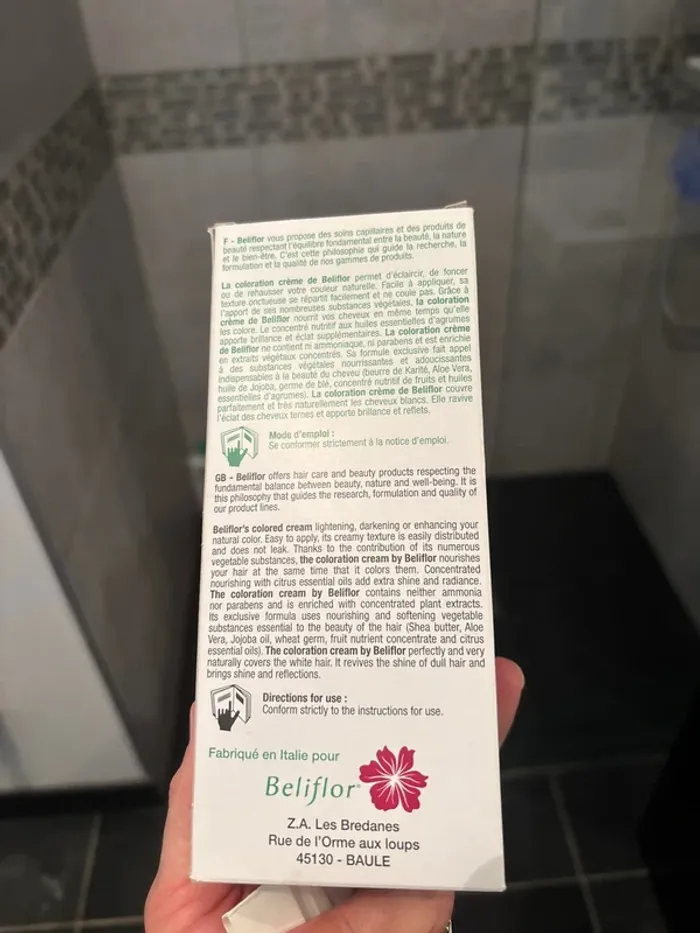 F - Beliflor vous propose des soins capillaires et des produits de
beauté respectant l'équilibre fondamental entre la beauté, la nature
et le bien-être. C'est cette philosophie qui guide la recherche, la
formulation et la qualité de nos gammes de produits.
La coloration crème de Beliflor permet d'éclaircir, de foncer
ou de rehausser votre couleur naturelle. Facile à appliquer, sa
texture onctueuse se répartit facilement et ne coule pas. Grâce à
l'apport de ses nombreuses substances végétales, la coloration
crème de Beliflor nourrit vos cheveux en même temps qu'elle
les colore. Le concentré nutritif aux huiles essentielles d'agrumes
apporte brillance et éclat supplémentaires. La coloration crème
de Beliflor ne contient ni ammoniaque, ni parabens et est enrichie
en extraits végétaux concentrés. Sa formule exclusive fait appel
à des substances végétales nourrissantes et adoucissantes
indispensables à la beauté du cheveu (beurre de Karité, Aloe Vera,
huile de Jojoba, germe de blé, concentré nutritif de fruits et huiles
essentielles d'agrumes). La coloration crème de Beliflor couvre
parfaitement et très naturellement les cheveux blancs. Elle ravive
l'éclat des cheveux ternes et apporte brillance et reflets.
Mode d'emploi :
Se conformer strictement à la notice d'emploi.
GB - Beliflor offers hair care and beauty products respecting the
fundamental balance between beauty, nature and well-being. It is
this philosophy that guides the research, formulation and quality of
our product lines.
Beliflor's colored cream lightening, darkening or enhancing your
natural color. Easy to apply, its creamy texture is easily distributed
and does not leak. Thanks to the contribution of its numerous
vegetable substances, the coloration cream by Beliflor nourishes
your hair at the same time that it colors them. Concentrated
nourishing with citrus essential oils add extra shine and radiance.
The coloration cream by Beliflor contains neither ammonia
nor parabens and is enriched with concentrated plant extracts.
Its exclusive formula uses nourishing and softening vegetable
substances essential to the beauty of the hair (Shea butter, Aloe
Vera, Jojoba oil, wheat germ, fruit nutrient concentrate and citrus
essential oils). The coloration cream by Beliflor perfectly and very
naturally covers the white hair. It revives the shine of dull hair and
brings shine and reflections.
Directions for use :
Conform strictly to the instructions for use.
Fabriqué en Italie pour
Beliflor®
Z.A. Les Bredanes
Rue de l'Orme aux loups
45130 - BAULE